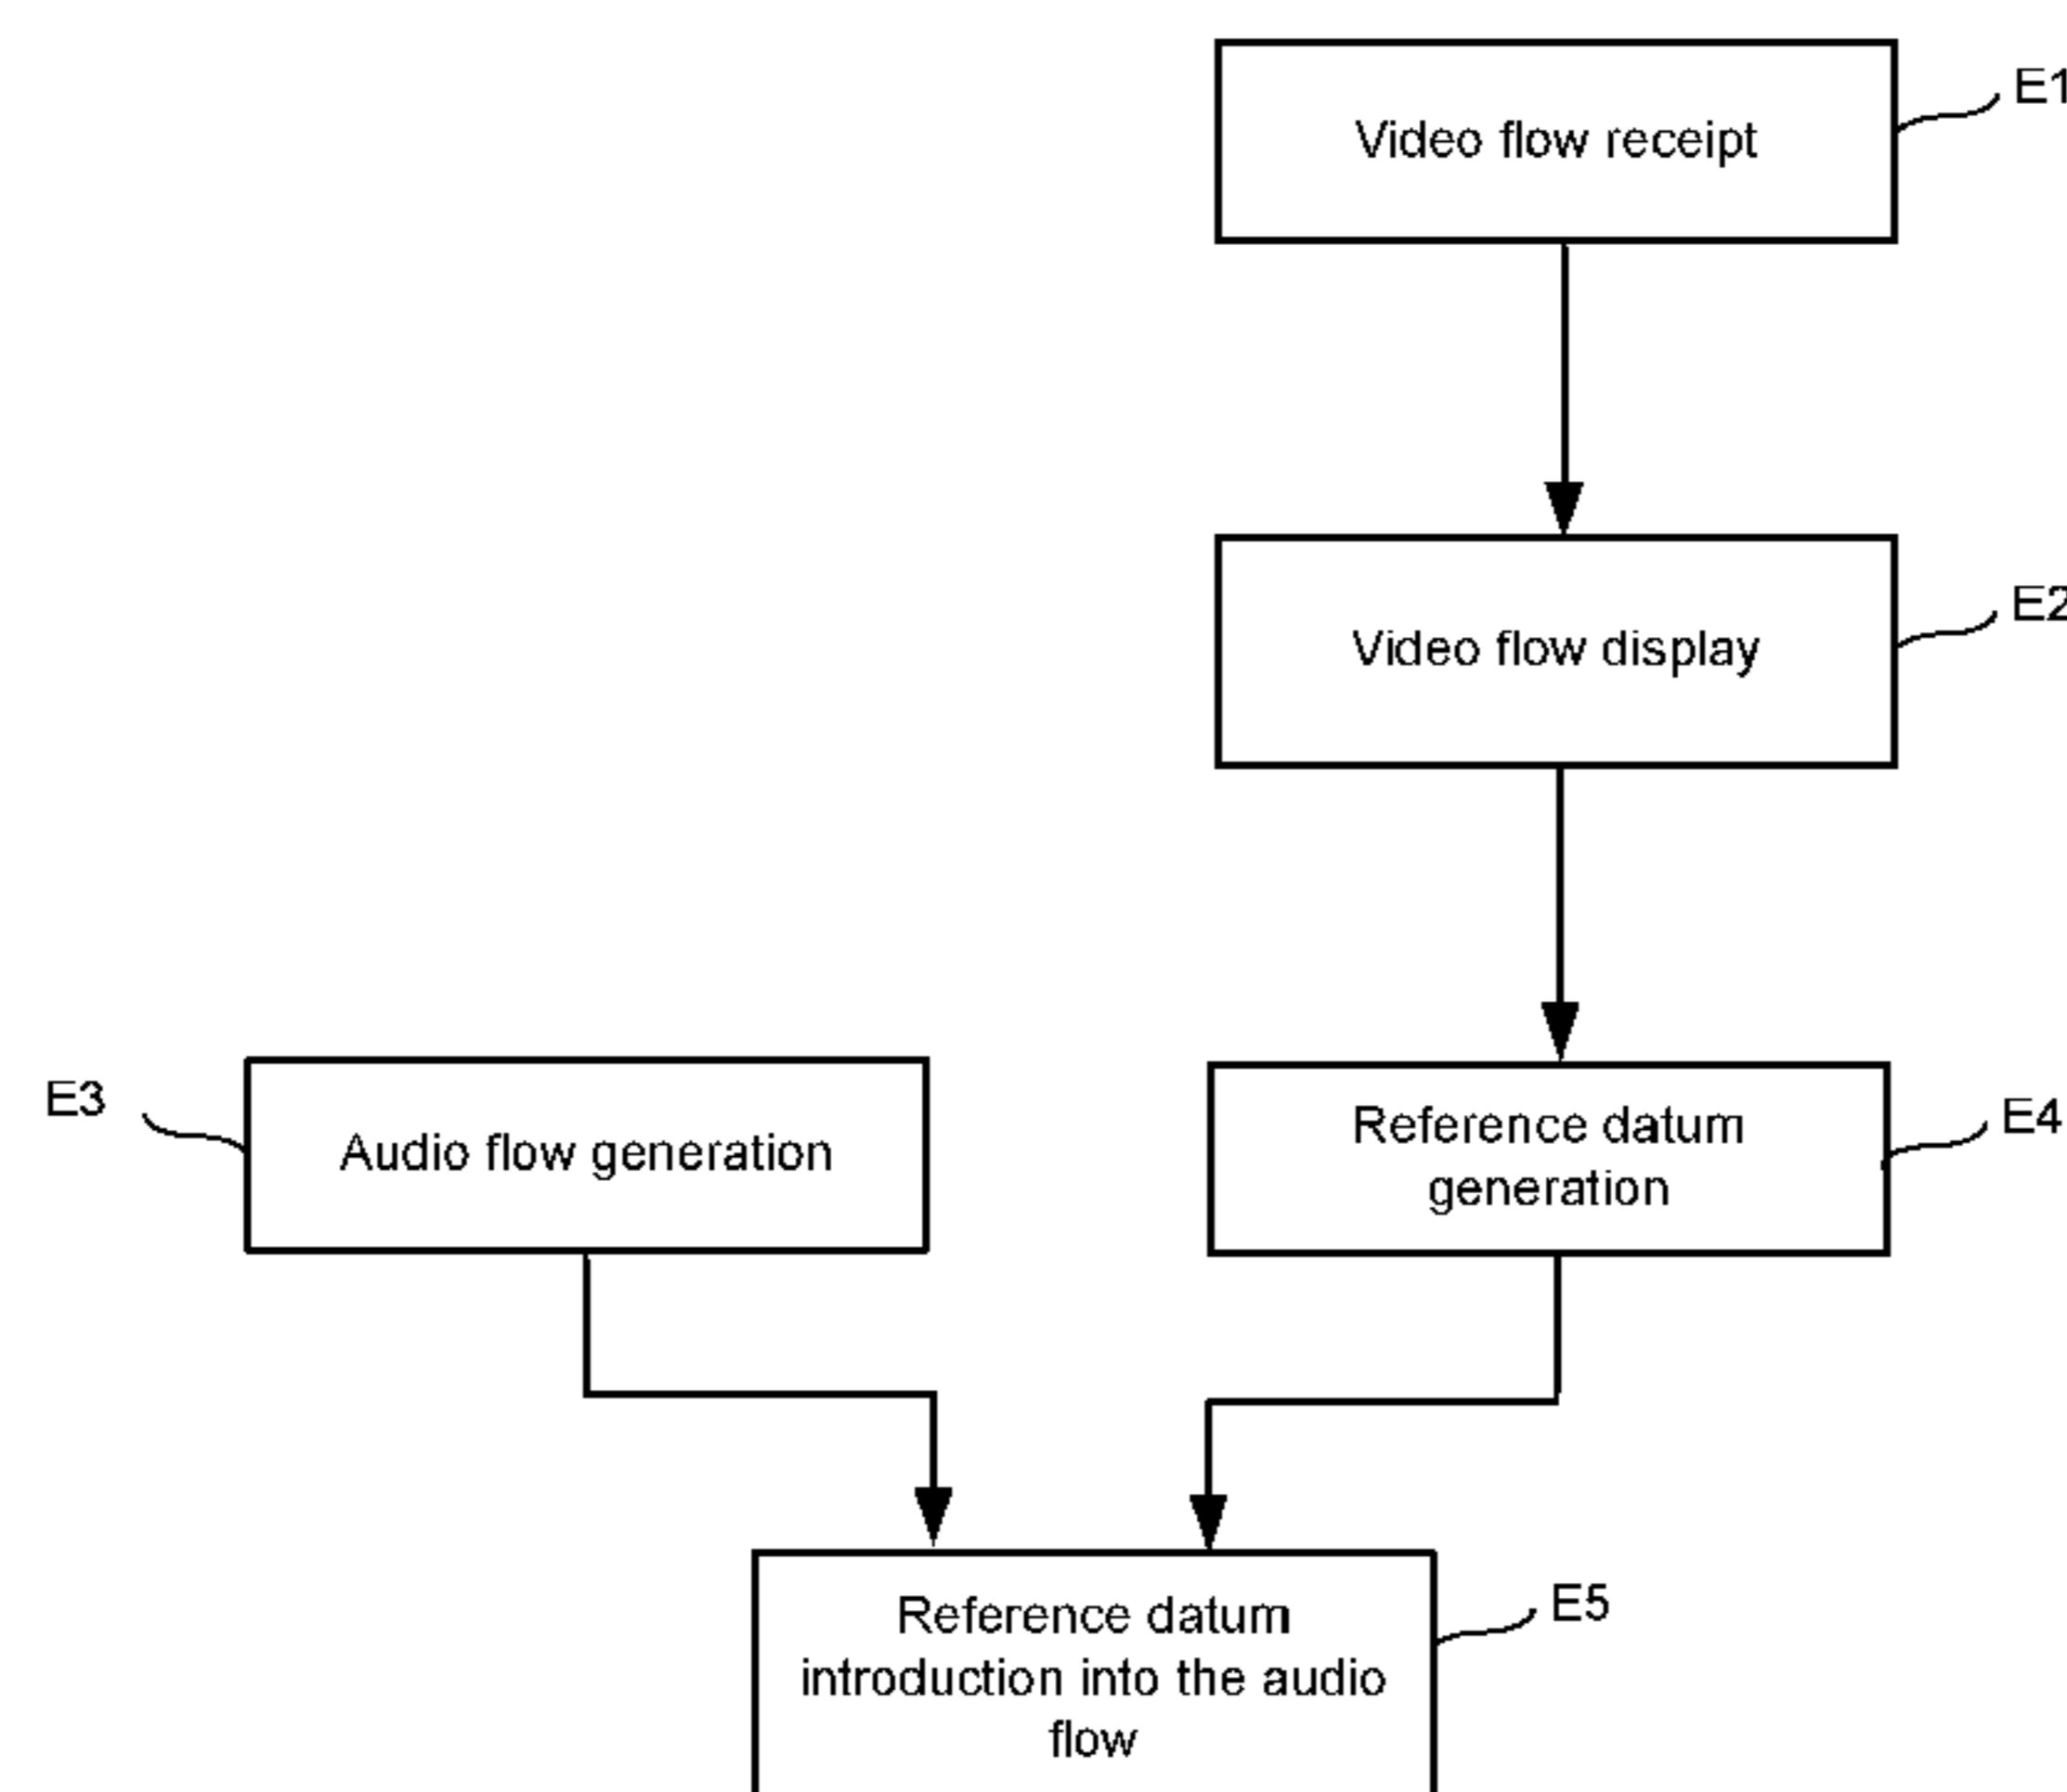 E1
Video flow receipt
E2
Video flow display
E3
Audio flow generation
E4
Reference datum
generation
E5
Reference datum
introduction into the audio
flow